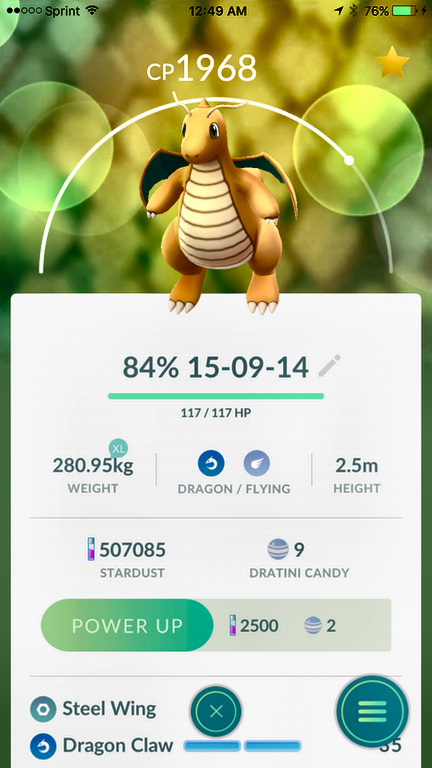 Sprint 12:49 AM 76%
CP1968
84% 15-09-14
117 / 117 HP
XL
280.95kg 2.5m
WEIGHT DRAGON / FLYING HEIGHT
507085 9
STARDUST DRATINI CANDY
POWER UP 2500 2
Steel Wing
Dragon Claw 35